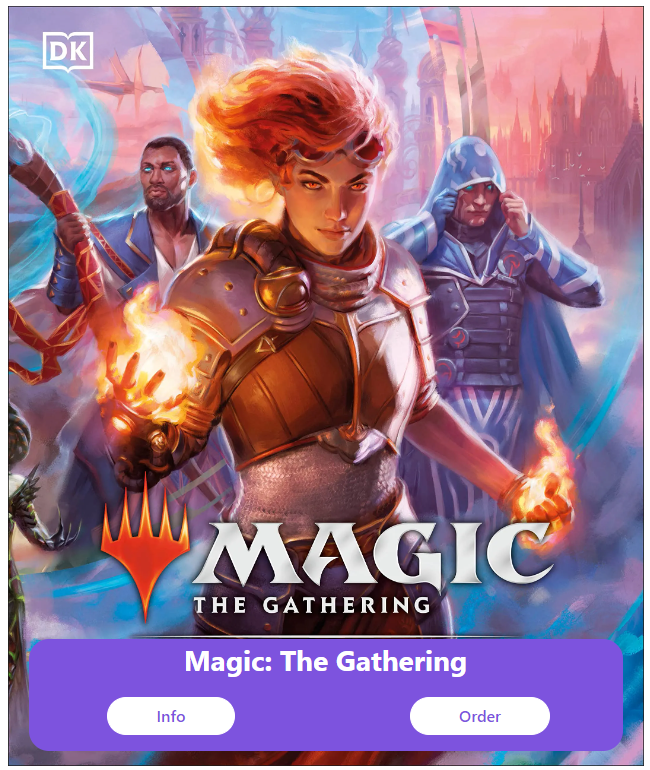 DK
MAGIC
THE GATHERING
Magic: The Gathering
Info
Order